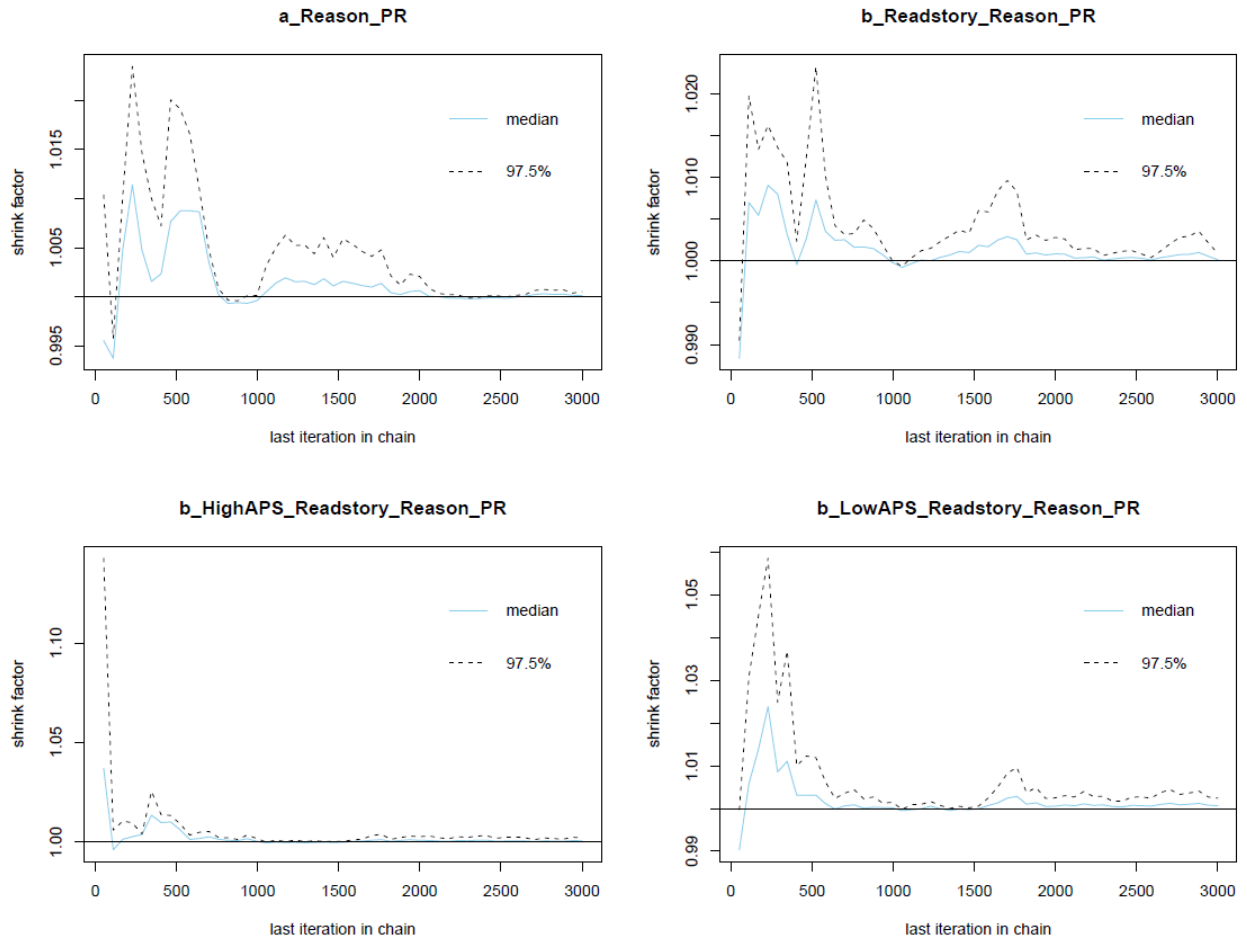 a_Reason_PR
shrink factor
0.995
1.005
1.015
median
97.5%
0
500
1000
1500
2000
2500
3000
last iteration in chain
b_Readstory_Reason_PR
shrink factor
0.990
1.000
1.010
1.020
median
97.5%
0
500
1000
1500
2000
2500
3000
last iteration in chain
b_HighAPS_Readstory_Reason_PR
shrink factor
1.00
1.05
1.10
median
97.5%
0
500
1000
1500
2000
2500
3000
last iteration in chain
b_LowAPS_Readstory_Reason_PR
shrink factor
0.99
1.01
1.03
1.05
median
97.5%
0
500
1000
1500
2000
2500
3000
last iteration in chain